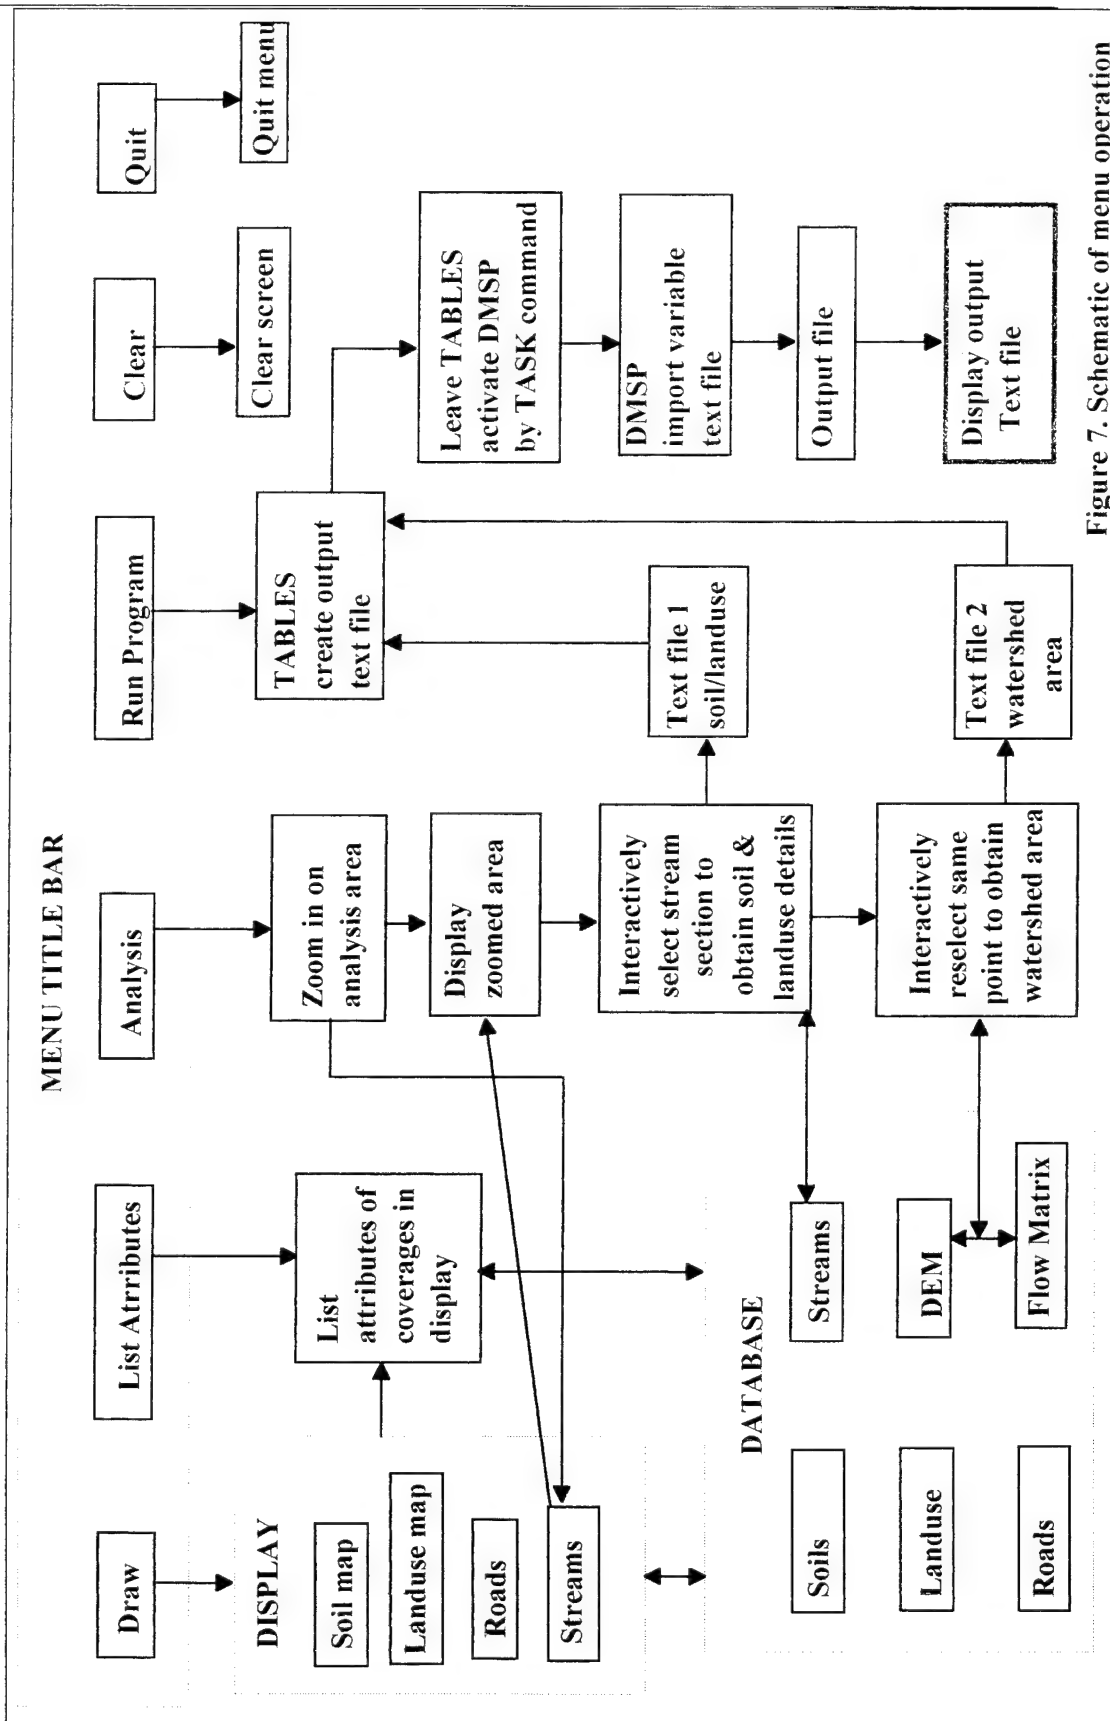 MENU TITLE BAR
Draw
List Atrributes
Analysis
Run Program
Clear
Quit
DISPLAY
Soil map
Landuse map
Roads
Streams
List
attributes of
coverages in
display
Zoom in on
analysis area
Display
zoomed area
Interactively
select stream
section to
obtain soil &
landuse details
Interactively
reselect same
point to obtain
watershed area
TABLES
create output
text file
Text file 1
soil/landuse
Text file 2
watershed
area
Clear screen
Quit menu
Leave TABLES
activate DMSP
by TASK command
DMSP
import variable
text file
Output file
Display output
Text file
DATABASE
Soils
Landuse
Roads
Streams
DEM
Flow Matrix
Figure 7. Schematic of menu operation